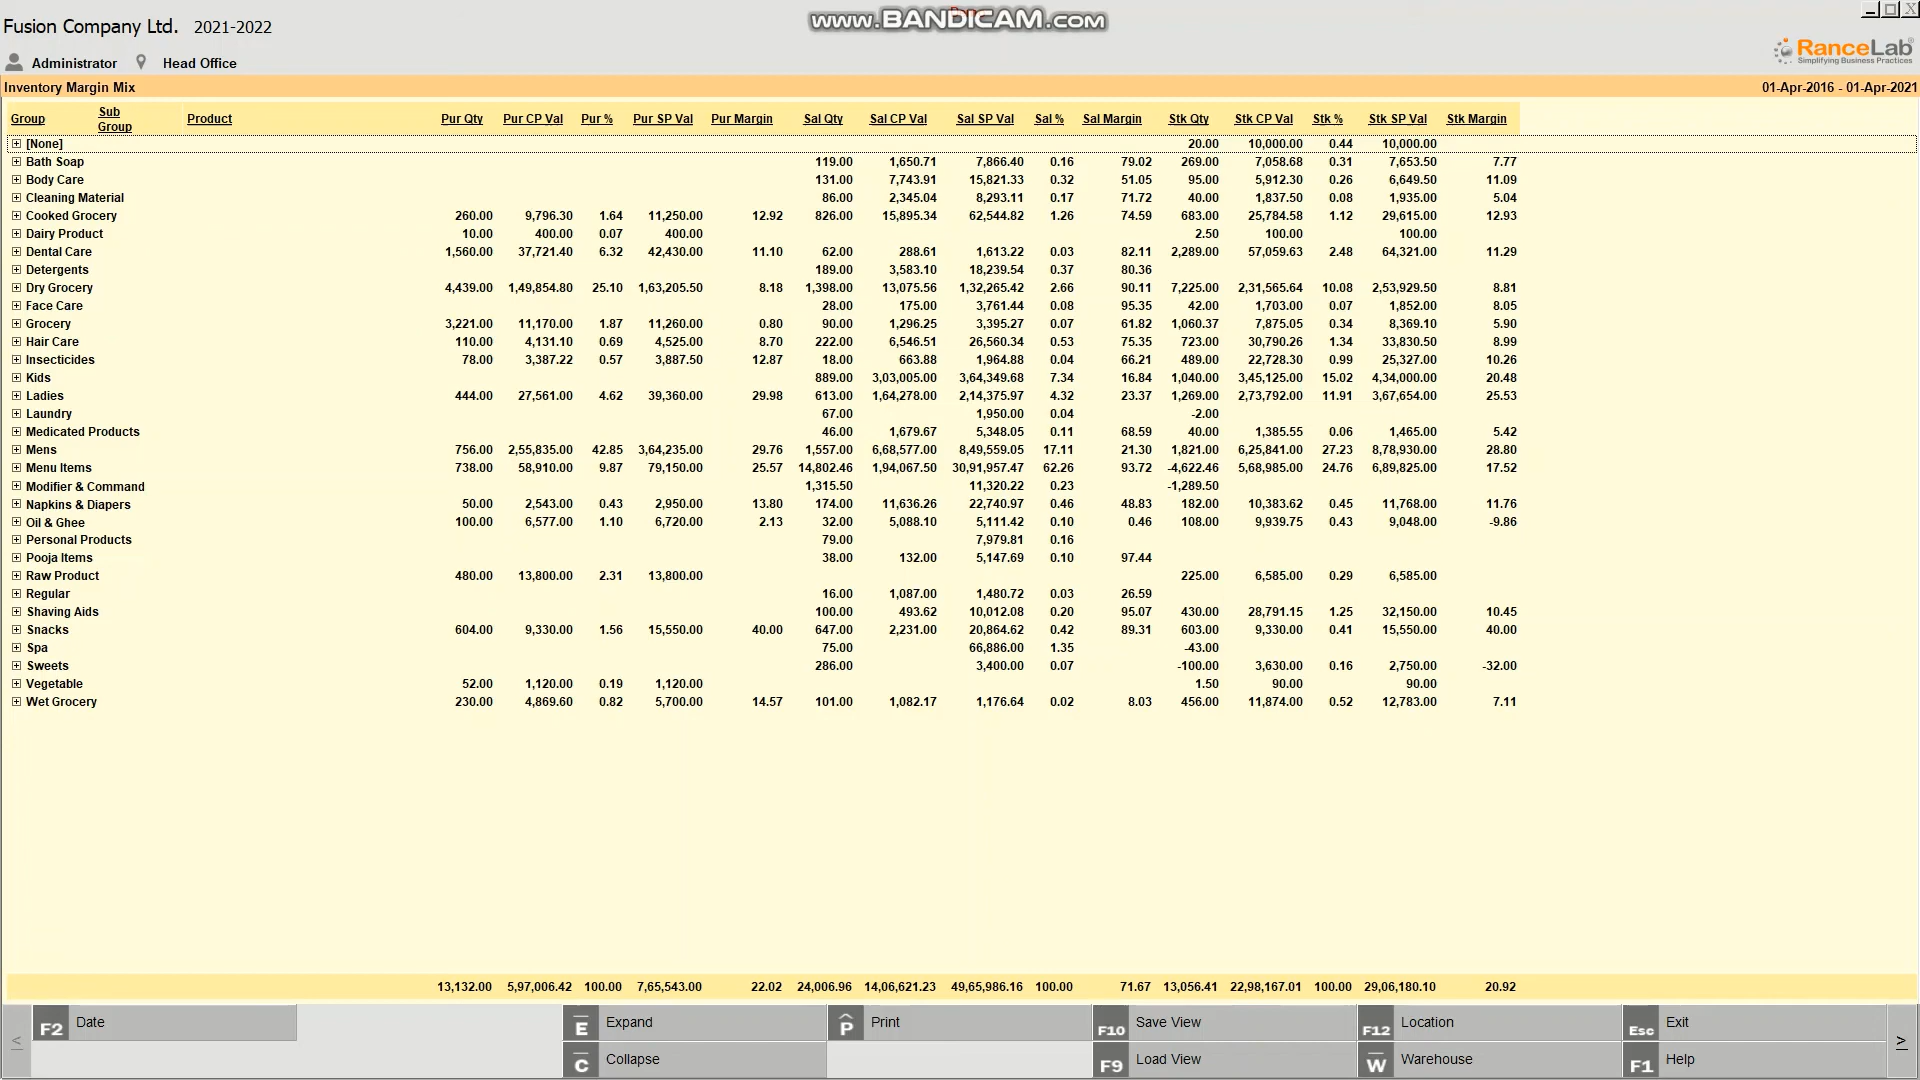 www.BANDICAM.com
Fusion Company Ltd. 2021-2022
Administrator Head Office
RanceLab
Simplifying Business Practices
Inventory Margin Mix 01-Apr-2016 - 01-Apr-2021
Group Sub Group Product Pur Qty Pur CP Val Pur % Pur SP Val Pur Margin Sal Qty Sal CP Val Sal SP Val Sal % Sal Margin Stk Qty Stk CP Val Stk % Stk SP Val Stk Margin
[None] 20.00 10,000.00 0.44 10,000.00
Bath Soap 119.00 1,650.71 7,866.40 0.16 79.02 269.00 7,058.68 0.31 7,653.50 7.77
Body Care 131.00 7,743.91 15,821.33 0.32 51.05 95.00 5,912.30 0.26 6,649.50 11.09
Cleaning Material 86.00 2,345.04 8,293.11 0.17 71.72 40.00 1,837.50 0.08 1,935.00 5.04
Cooked Grocery 260.00 9,796.30 1.64 11,250.00 12.92 826.00 15,895.34 62,544.82 1.26 74.59 683.00 25,784.58 1.12 29,615.00 12.93
Dairy Product 10.00 400.00 0.07 400.00 2.50 100.00 100.00
Dental Care 1,560.00 37,721.40 6.32 42,430.00 11.10 62.00 288.61 1,613.22 0.03 82.11 2,289.00 57,059.63 2.48 64,321.00 11.29
Detergents 189.00 3,583.10 18,239.54 0.37 80.36
Dry Grocery 4,439.00 1,49,854.80 25.10 1,63,205.50 8.18 1,398.00 13,075.56 1,32,265.42 2.66 90.11 7,225.00 2,31,565.64 10.08 2,53,929.50 8.81
Face Care 28.00 175.00 3,761.44 0.08 95.35 42.00 1,703.00 0.07 1,852.00 8.05
Grocery 3,221.00 11,170.00 1.87 11,260.00 0.80 90.00 1,296.25 3,395.27 0.07 61.82 1,060.37 7,875.05 0.34 8,369.10 5.90
Hair Care 110.00 4,131.10 0.69 4,525.00 8.70 222.00 6,546.51 26,560.34 0.53 75.35 723.00 30,790.26 1.34 33,830.50 8.99
Insecticides 78.00 3,387.22 0.57 3,887.50 12.87 18.00 663.88 1,964.88 0.04 66.21 489.00 22,728.30 0.99 25,327.00 10.26
Kids 889.00 3,03,005.00 3,64,349.68 7.34 16.84 1,040.00 3,45,125.00 15.02 4,34,000.00 20.48
Ladies 444.00 27,561.00 4.62 39,360.00 29.98 613.00 1,64,278.00 2,14,375.97 4.32 23.37 1,269.00 2,73,792.00 11.91 3,67,654.00 25.53
Laundry 67.00 1,950.00 0.04 -2.00
Medicated Products 46.00 1,679.67 5,348.05 0.11 68.59 40.00 1,385.55 0.06 1,465.00 5.42
Mens 756.00 2,55,835.00 42.85 3,64,235.00 29.76 1,557.00 6,68,577.00 8,49,559.05 17.11 21.30 1,821.00 6,25,841.00 27.23 8,78,930.00 28.80
Menu Items 738.00 58,910.00 9.87 79,150.00 25.57 14,802.46 1,94,067.50 30,91,957.47 62.26 93.72 -4,622.46 5,68,985.00 24.76 6,89,825.00 17.52
Modifier & Command 1,315.50 11,320.22 0.23 -1,289.50
Napkins & Diapers 50.00 2,543.00 0.43 2,950.00 13.80 174.00 11,636.26 22,740.97 0.46 48.83 182.00 10,383.62 0.45 11,768.00 11.76
Oil & Ghee 100.00 6,577.00 1.10 6,720.00 2.13 32.00 5,088.10 5,111.42 0.10 0.46 108.00 9,939.75 0.43 9,048.00 -9.86
Personal Products 79.00 7,979.81 0.16
Pooja Items 38.00 132.00 5,147.69 0.10 97.44
Raw Product 480.00 13,800.00 2.31 13,800.00 225.00 6,585.00 0.29 6,585.00
Regular 16.00 1,087.00 1,480.72 0.03 26.59
Shaving Aids 100.00 493.62 10,012.08 0.20 95.07 430.00 28,791.15 1.25 32,150.00 10.45
Snacks 604.00 9,330.00 1.56 15,550.00 40.00 647.00 2,231.00 20,864.62 0.42 89.31 603.00 9,330.00 0.41 15,550.00 40.00
Spa 75.00 66,886.00 1.35 -43.00
Sweets 286.00 3,400.00 0.07 -100.00 3,630.00 0.16 2,750.00 -32.00
Vegetable 52.00 1,120.00 0.19 1,120.00 1.50 90.00 90.00
Wet Grocery 230.00 4,869.60 0.82 5,700.00 14.57 101.00 1,082.17 1,176.64 0.02 8.03 456.00 11,874.00 0.52 12,783.00 7.11
13,132.00 5,97,006.42 100.00 7,65,543.00 22.02 24,006.96 14,06,621.23 49,65,986.16 100.00 71.67 13,056.41 22,98,167.01 100.00 29,06,180.10 20.92
F2 Date E Expand P Print F10 Save View F12 Location Esc Exit
< >
C Collapse F9 Load View W Warehouse F1 Help